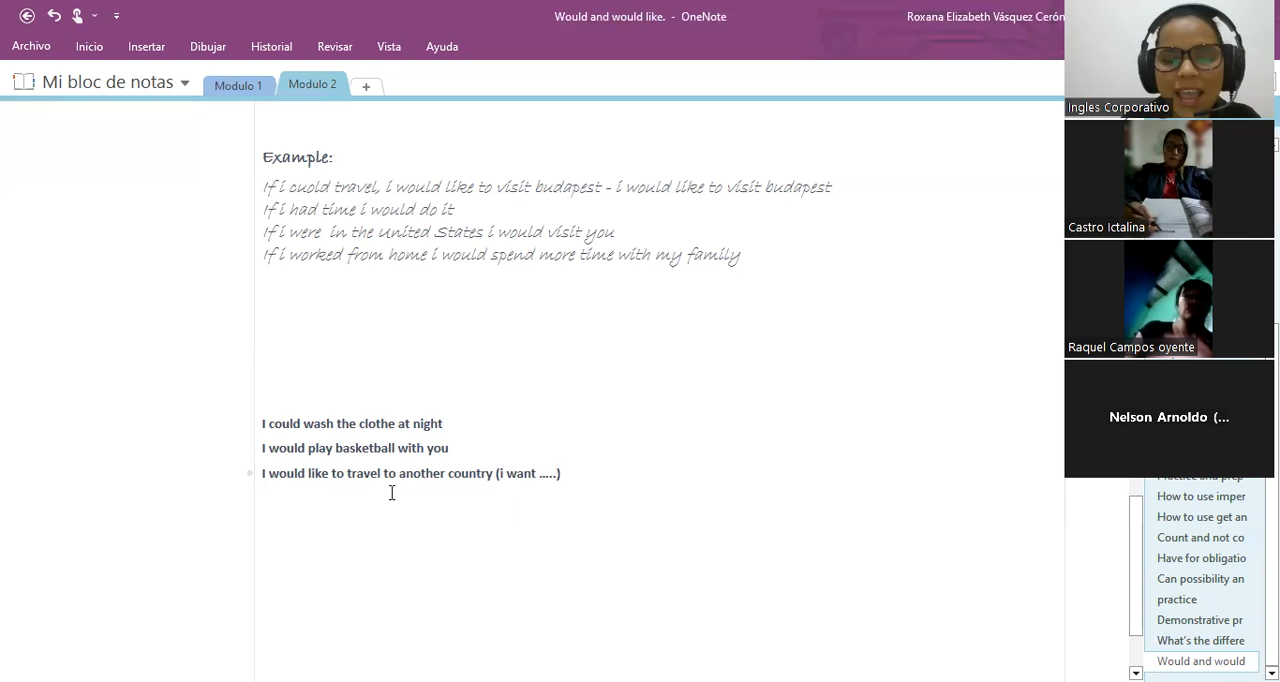 Would and would like. - OneNote
Roxana Elizabeth Vásquez Cerón
Archivo Inicio Insertar Dibujar Historial Revisar Vista Ayuda
Mi bloc de notas Modulo 1 Modulo 2 +
Example:
If i cuold travel, i would like to visit budapest - i would like to visit budapest
If i had time i would do it
If i were in the United States i would visit you
If i worked from home i would spend more time with my family
I could wash the clothe at night
I would play basketball with you
I would like to travel to another country (i want .....)
Ingles Corporativo
Castro Ictalina
Raquel Campos oyente
Nelson Arnoldo (...
How to use imper
How to use get an
Count and not co
Have for obligatio
Can possibility an
practice
Demonstrative pr
What's the differe
Would and would